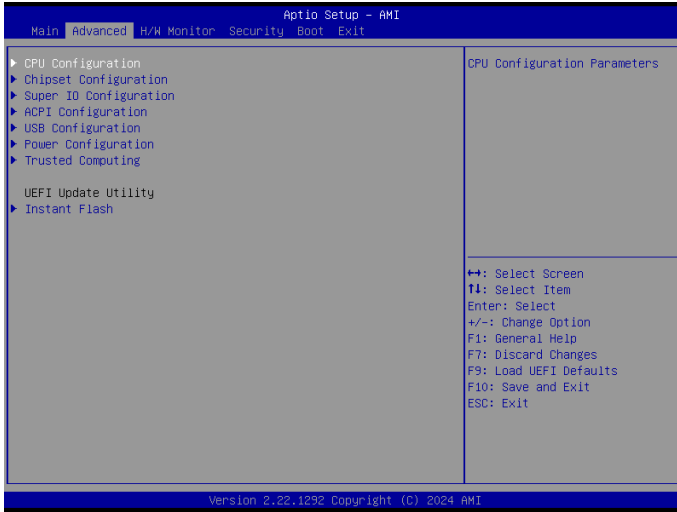 Aptio Setup – AMI
Main Advanced H/W Monitor Security Boot Exit
▶ CPU Configuration
▶ Chipset Configuration
▶ Super IO Configuration
▶ ACPI Configuration
▶ USB Configuration
▶ Power Configuration
▶ Trusted Computing
UEFI Update Utility
▶ Instant Flash
CPU Configuration Parameters
↔: Select Screen
↑↓: Select Item
Enter: Select
+/-: Change Option
F1: General Help
F7: Discard Changes
F9: Load UEFI Defaults
F10: Save and Exit
ESC: Exit
Version 2.22.1292 Copyright (C) 2024 AMI